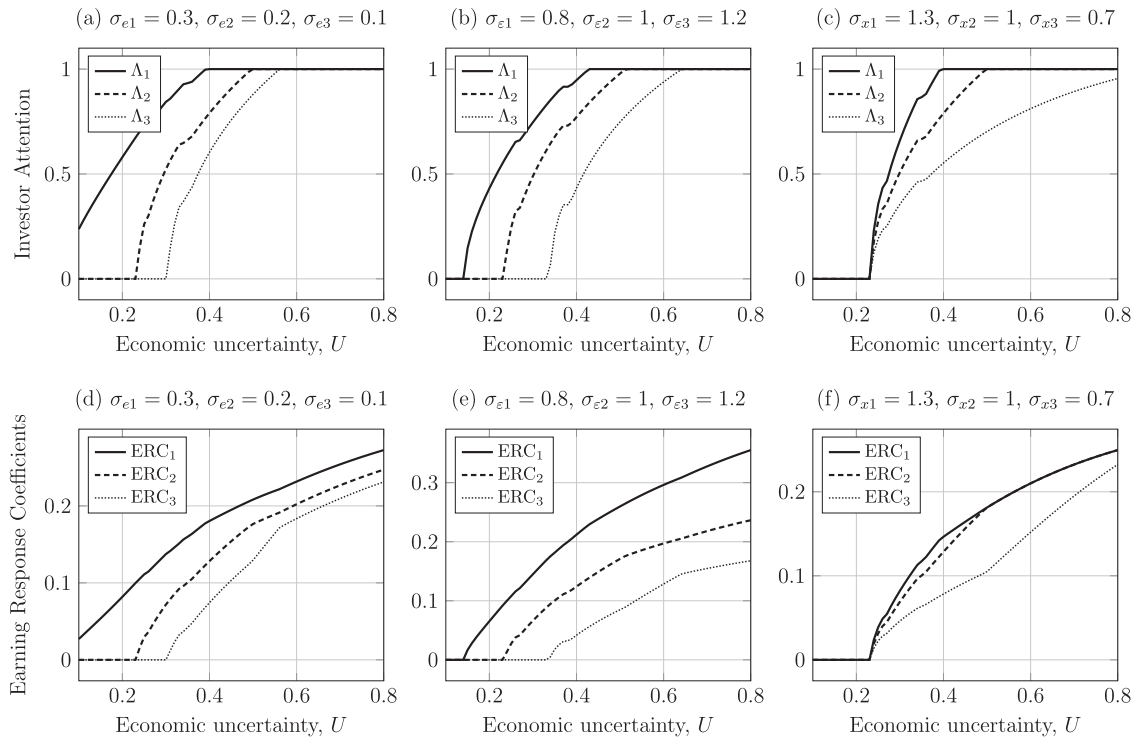 (a) σe1 = 0.3, σe2 = 0.2, σe3 = 0.1
(b) σε1 = 0.8, σε2 = 1, σε3 = 1.2
(c) σx1 = 1.3, σx2 = 1, σx3 = 0.7
Investor Attention
1
0.5
0
Λ1
Λ2
Λ3
0.2 0.4 0.6 0.8
Economic uncertainty, U
1
0.5
0
Λ1
Λ2
Λ3
0.2 0.4 0.6 0.8
Economic uncertainty, U
1
0.5
0
Λ1
Λ2
Λ3
0.2 0.4 0.6 0.8
Economic uncertainty, U
(d) σe1 = 0.3, σe2 = 0.2, σe3 = 0.1
(e) σε1 = 0.8, σε2 = 1, σε3 = 1.2
(f) σx1 = 1.3, σx2 = 1, σx3 = 0.7
Earning Response Coefficients
0.2
0.1
0
ERC1
ERC2
ERC3
0.2 0.4 0.6 0.8
Economic uncertainty, U
0.3
0.2
0.1
0
ERC1
ERC2
ERC3
0.2 0.4 0.6 0.8
Economic uncertainty, U
0.2
0.1
0
ERC1
ERC2
ERC3
0.2 0.4 0.6 0.8
Economic uncertainty, U